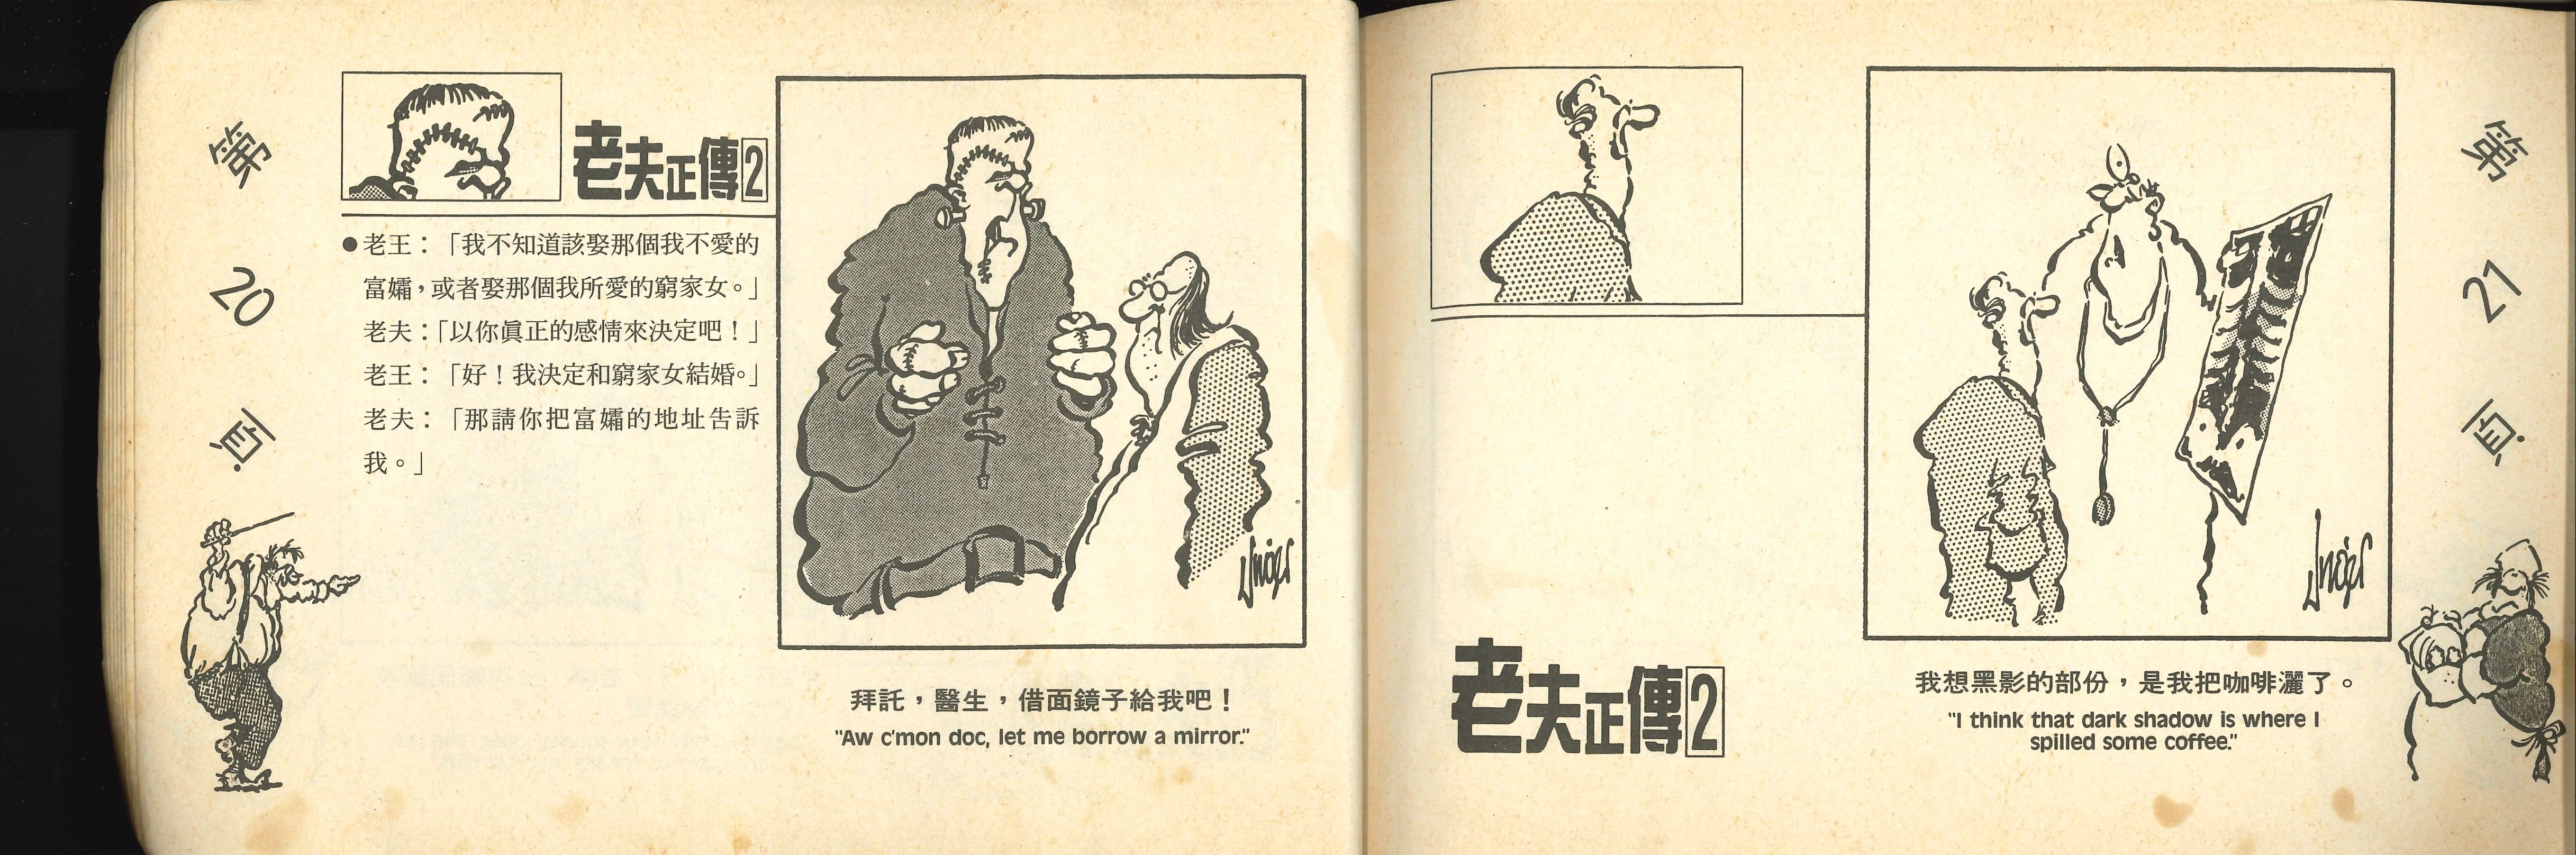 第20頁
老夫正傳2
●老王：「我不知道該娶那個我不愛的
富孀，或者娶那個我所愛的窮家女。」
老夫：「以你眞正的感情來決定吧！」
老王：「好！我決定和窮家女結婚。」
老夫：「那請你把富孀的地址告訴
我。」
拜託，醫生，借面鏡子給我吧！
"Aw c'mon doc, let me borrow a mirror."
老夫正傳2
我想黑影的部份，是我把咖啡灑了。
"I think that dark shadow is where I
spilled some coffee."
第21頁